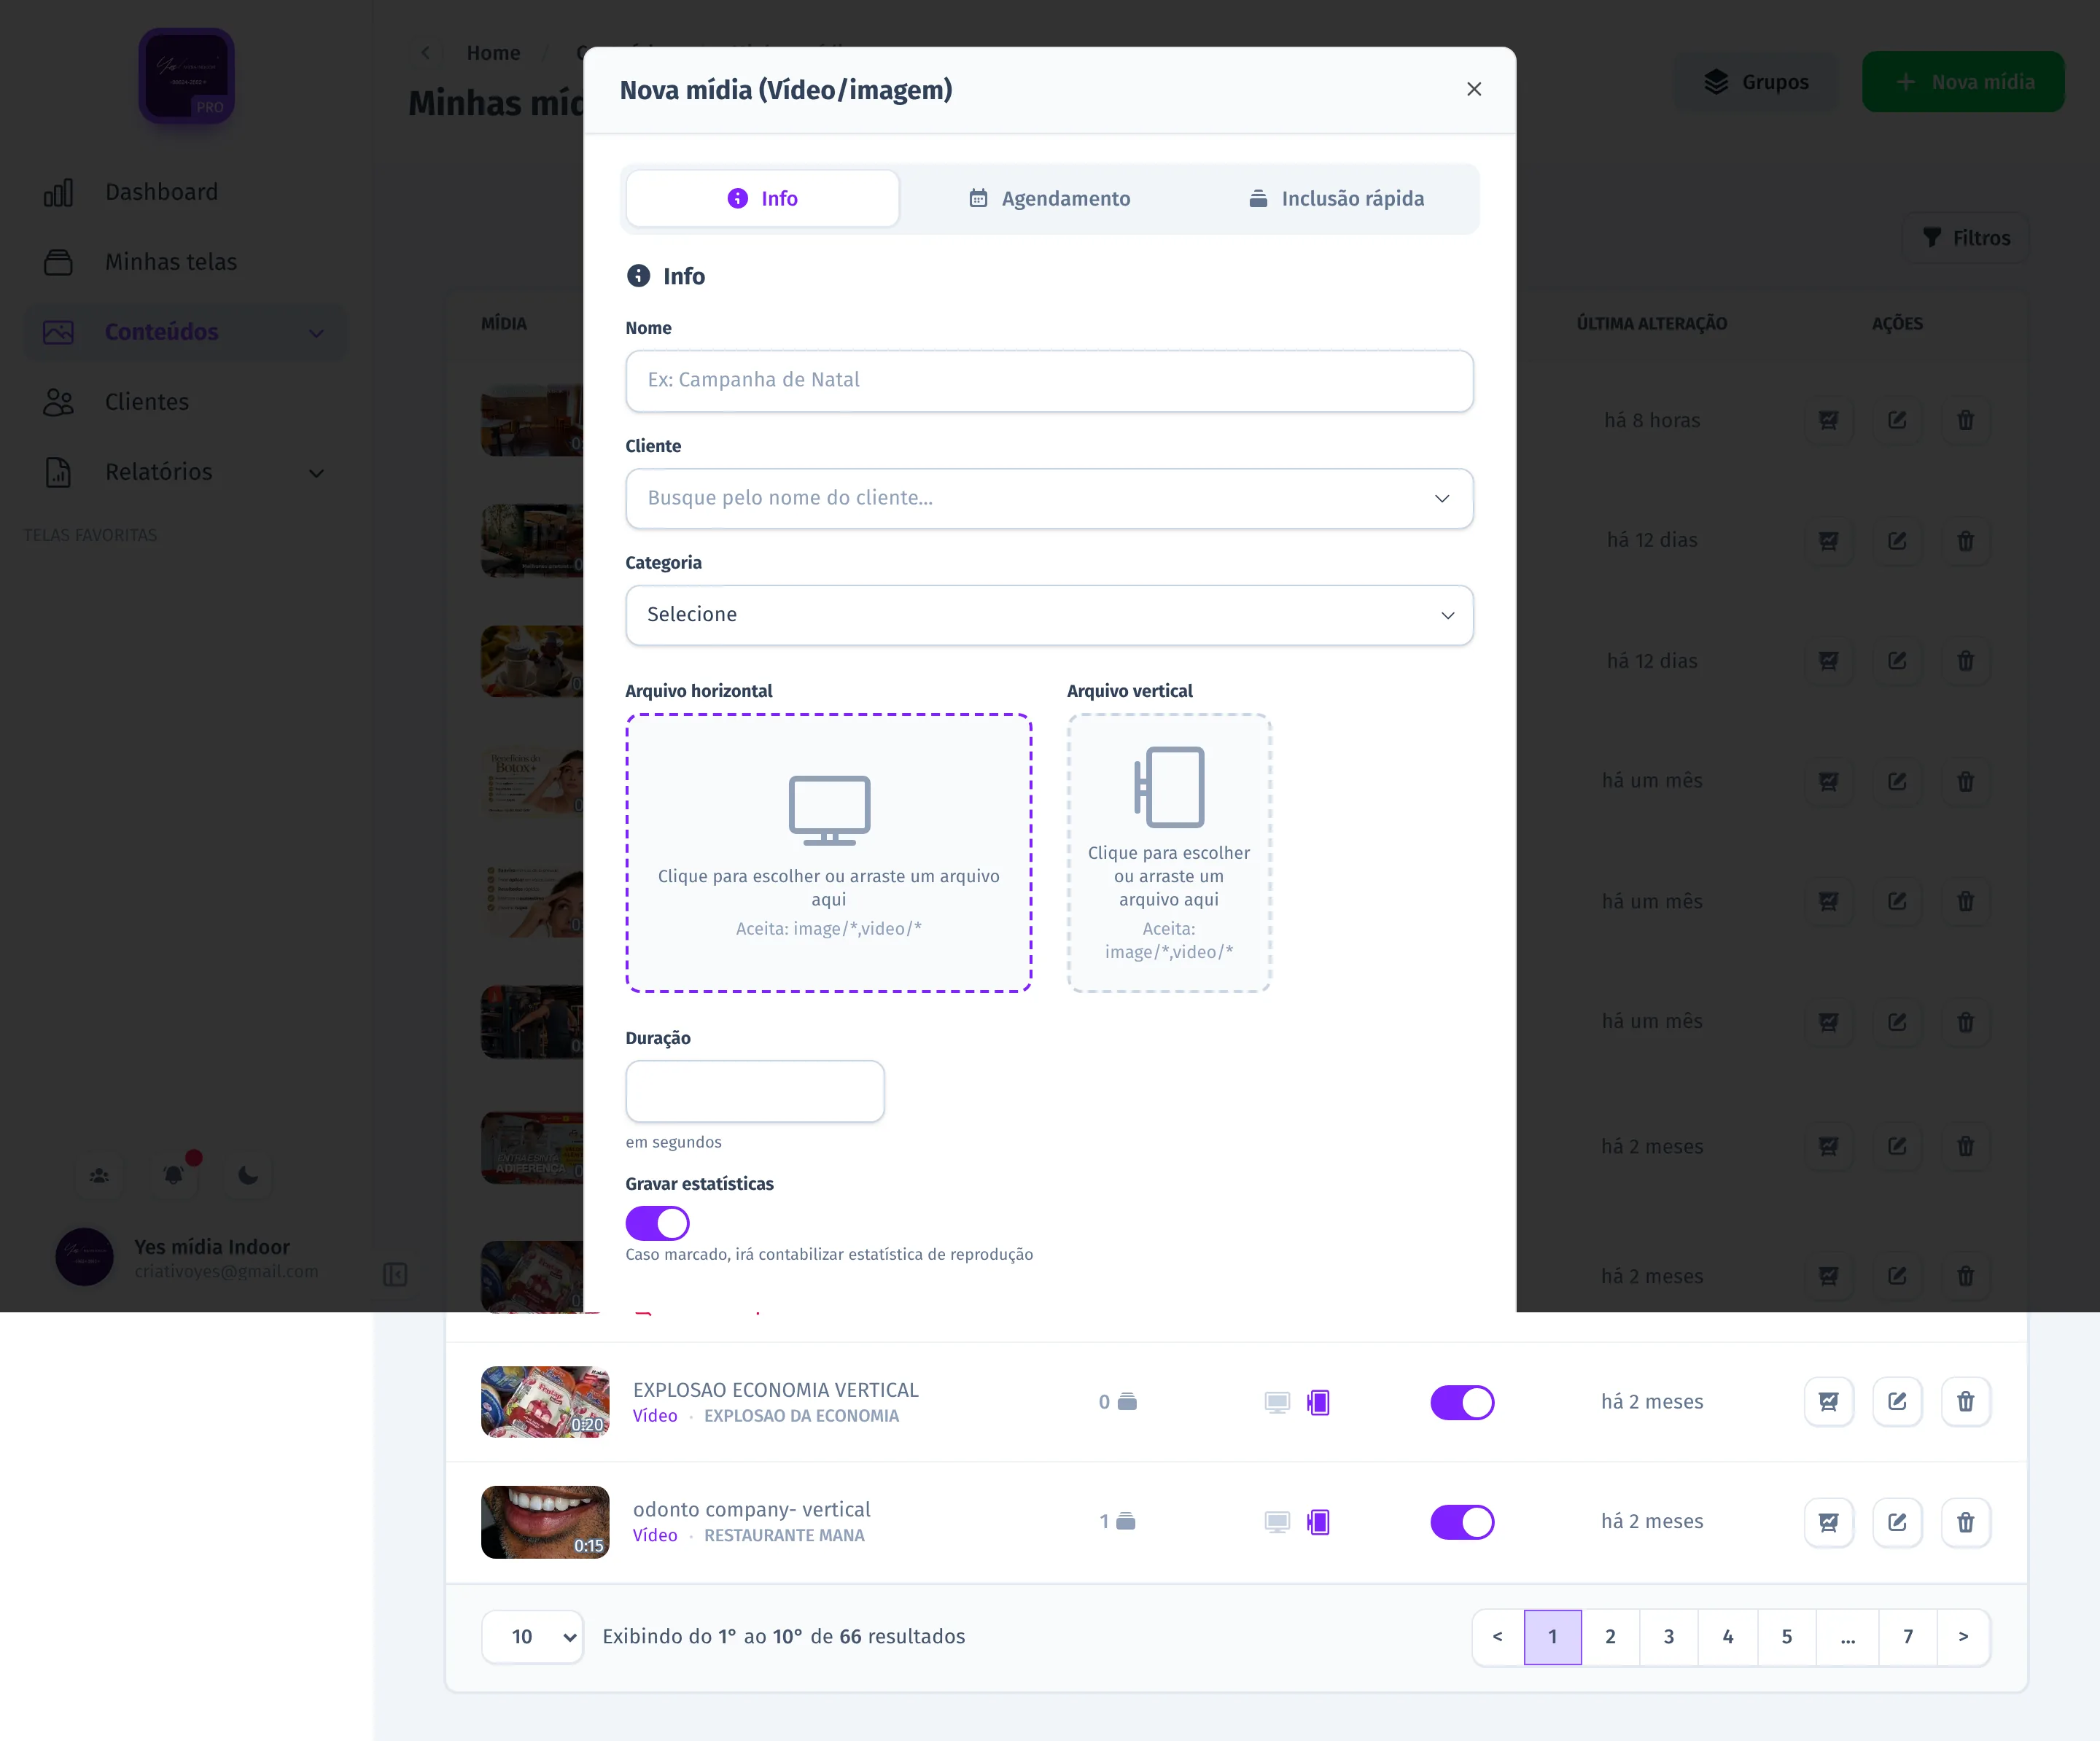 PRO
Dashboard
Minhas telas
Conteúdos
Clientes
Relatórios
TELAS FAVORITAS
Yes mídia Indoor
criativoyes@gmail.com
Home /
Minhas míd
Grupos
+ Nova mídia
Filtros
MÍDIA
ÚLTIMA ALTERAÇÃO
AÇÕES
há 8 horas
há 12 dias
há 12 dias
Benefícios do
Botox+
há um mês
há um mês
há um mês
ENTRA E SINTA
A DIFERENÇA
há 2 meses
há 2 meses
Nova mídia (Vídeo/imagem)
Info
Agendamento
Inclusão rápida
Info
Nome
Ex: Campanha de Natal
Cliente
Busque pelo nome do cliente...
Categoria
Selecione
Arquivo horizontal
Clique para escolher ou arraste um arquivo
aqui
Aceita: image/*,video/*
Arquivo vertical
Clique para escolher
ou arraste um
arquivo aqui
Aceita:
image/*,video/*
Duração
em segundos
Gravar estatísticas
Caso marcado, irá contabilizar estatística de reprodução
0:20
EXPLOSAO ECONOMIA VERTICAL
Vídeo · EXPLOSAO DA ECONOMIA
0
há 2 meses
0:15
odonto company- vertical
Vídeo · RESTAURANTE MANA
1
há 2 meses
10
Exibindo do 1° ao 10° de 66 resultados
< 1 2 3 4 5 ... 7 >